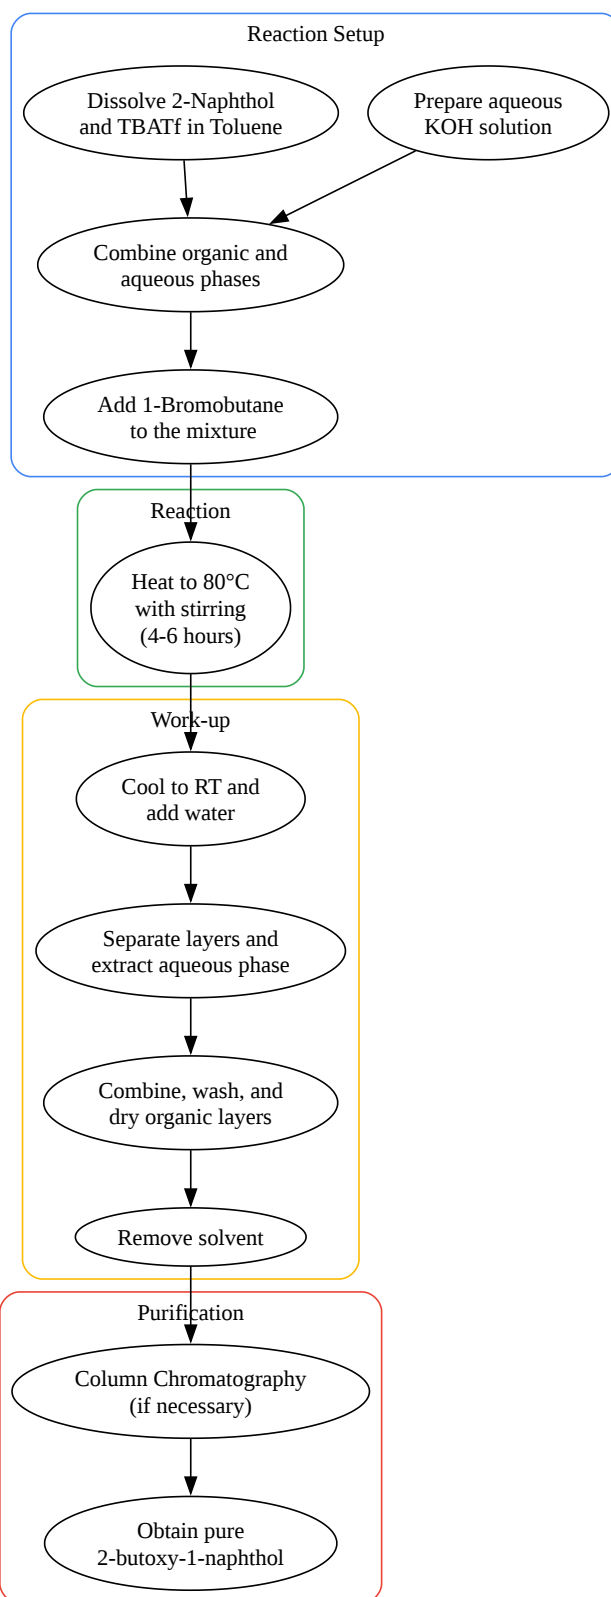 Reaction Setup
Dissolve 2-Naphthol
and TBATf in Toluene
Prepare aqueous
KOH solution
Combine organic and
aqueous phases
Add 1-Bromobutane
to the mixture
Reaction
Heat to 80°C
with stirring
(4-6 hours)
Work-up
Cool to RT and
add water
Separate layers and
extract aqueous phase
Combine, wash, and
dry organic layers
Remove solvent
Purification
Column Chromatography
(if necessary)
Obtain pure
2-butoxy-1-naphthol